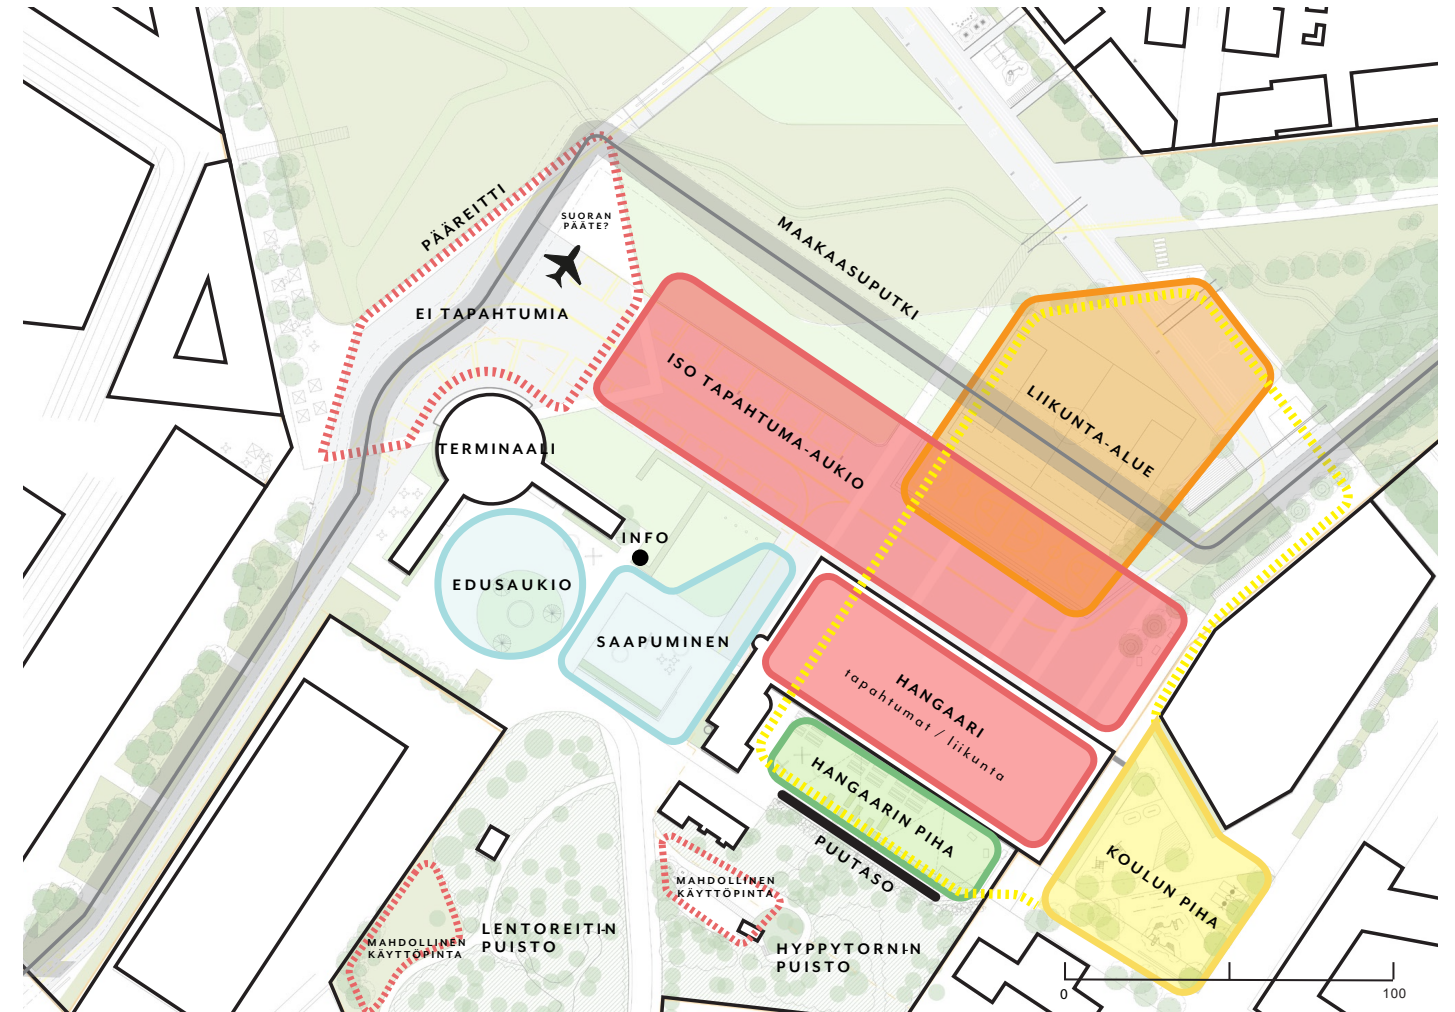 PÄÄREITTI
SUORAN
PÄÄTE?
MAAKAASUPUTKI
EI TAPAHTUMIA
ISO TAPAHTUMA-AUKIO
LIIKUNTA-ALUE
TERMINAALI
INFO
EDUSAUKIO
SAAPUMINEN
HANGAARI
tapahtumat / liikunta
HANGAARIN PIHA
PUUTASO
KOULUN PIHA
MAHDOLLINEN
KÄYTTÖPINTA
LENTOREITIN
PUISTO
MAHDOLLINEN
KÄYTTÖPINTA
HYPPYTORNIN
PUISTO
0
100